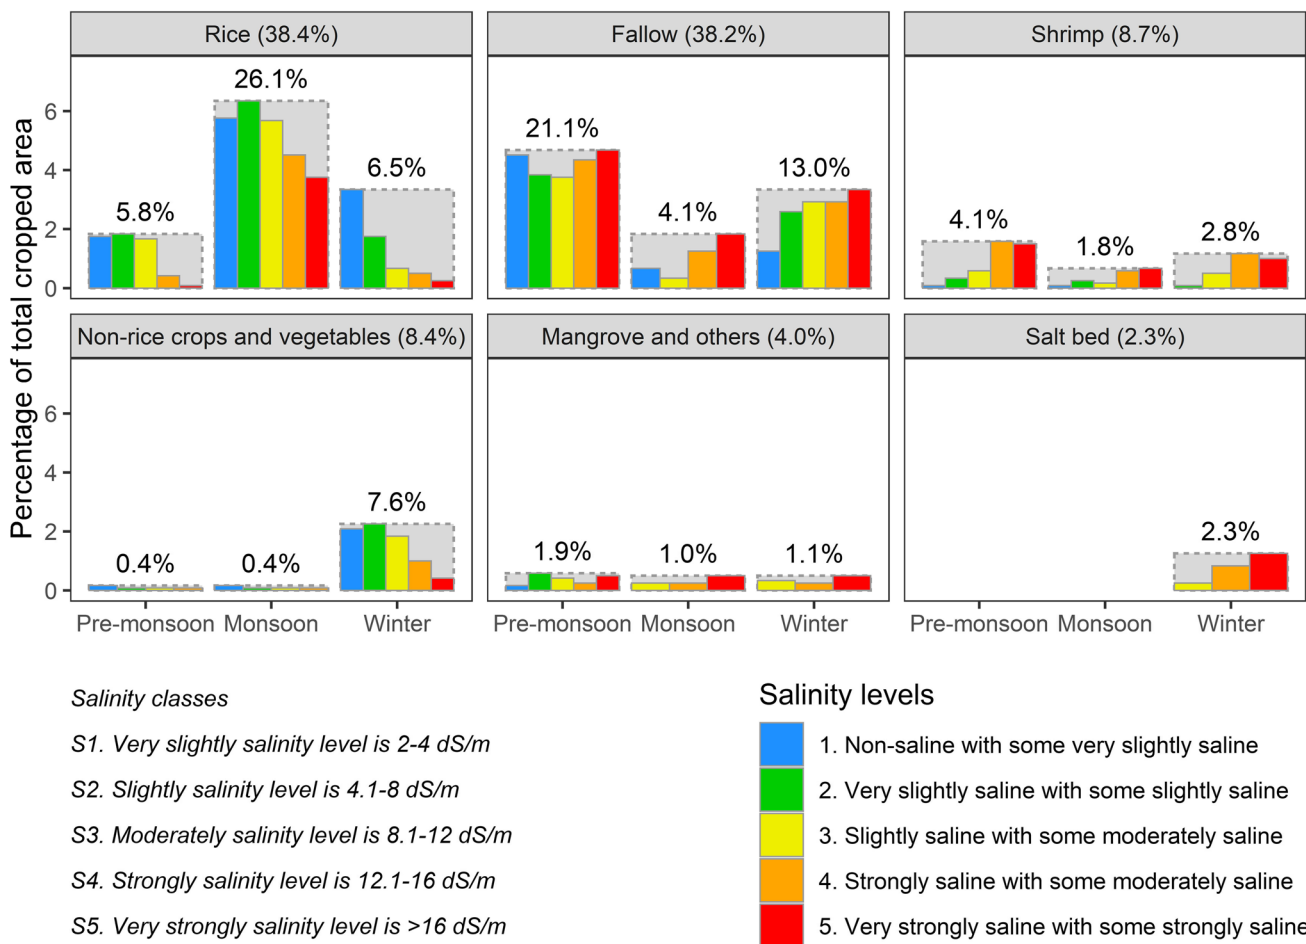 Rice (38.4%)
Fallow (38.2%)
Shrimp (8.7%)
Percentage of total cropped area
6
4
2
0
5.8%
26.1%
6.5%
21.1%
4.1%
13.0%
4.1%
1.8%
2.8%
Non-rice crops and vegetables (8.4%)
Mangrove and others (4.0%)
Salt bed (2.3%)
6
4
2
0
0.4%
0.4%
7.6%
1.9%
1.0%
1.1%
2.3%
Pre-monsoon Monsoon Winter
Pre-monsoon Monsoon Winter
Pre-monsoon Monsoon Winter
Salinity classes
S1. Very slightly salinity level is 2-4 dS/m
S2. Slightly salinity level is 4.1-8 dS/m
S3. Moderately salinity level is 8.1-12 dS/m
S4. Strongly salinity level is 12.1-16 dS/m
S5. Very strongly salinity level is >16 dS/m
Salinity levels
1. Non-saline with some very slightly saline
2. Very slightly saline with some slightly saline
3. Slightly saline with some moderately saline
4. Strongly saline with some moderately saline
5. Very strongly saline with some strongly saline